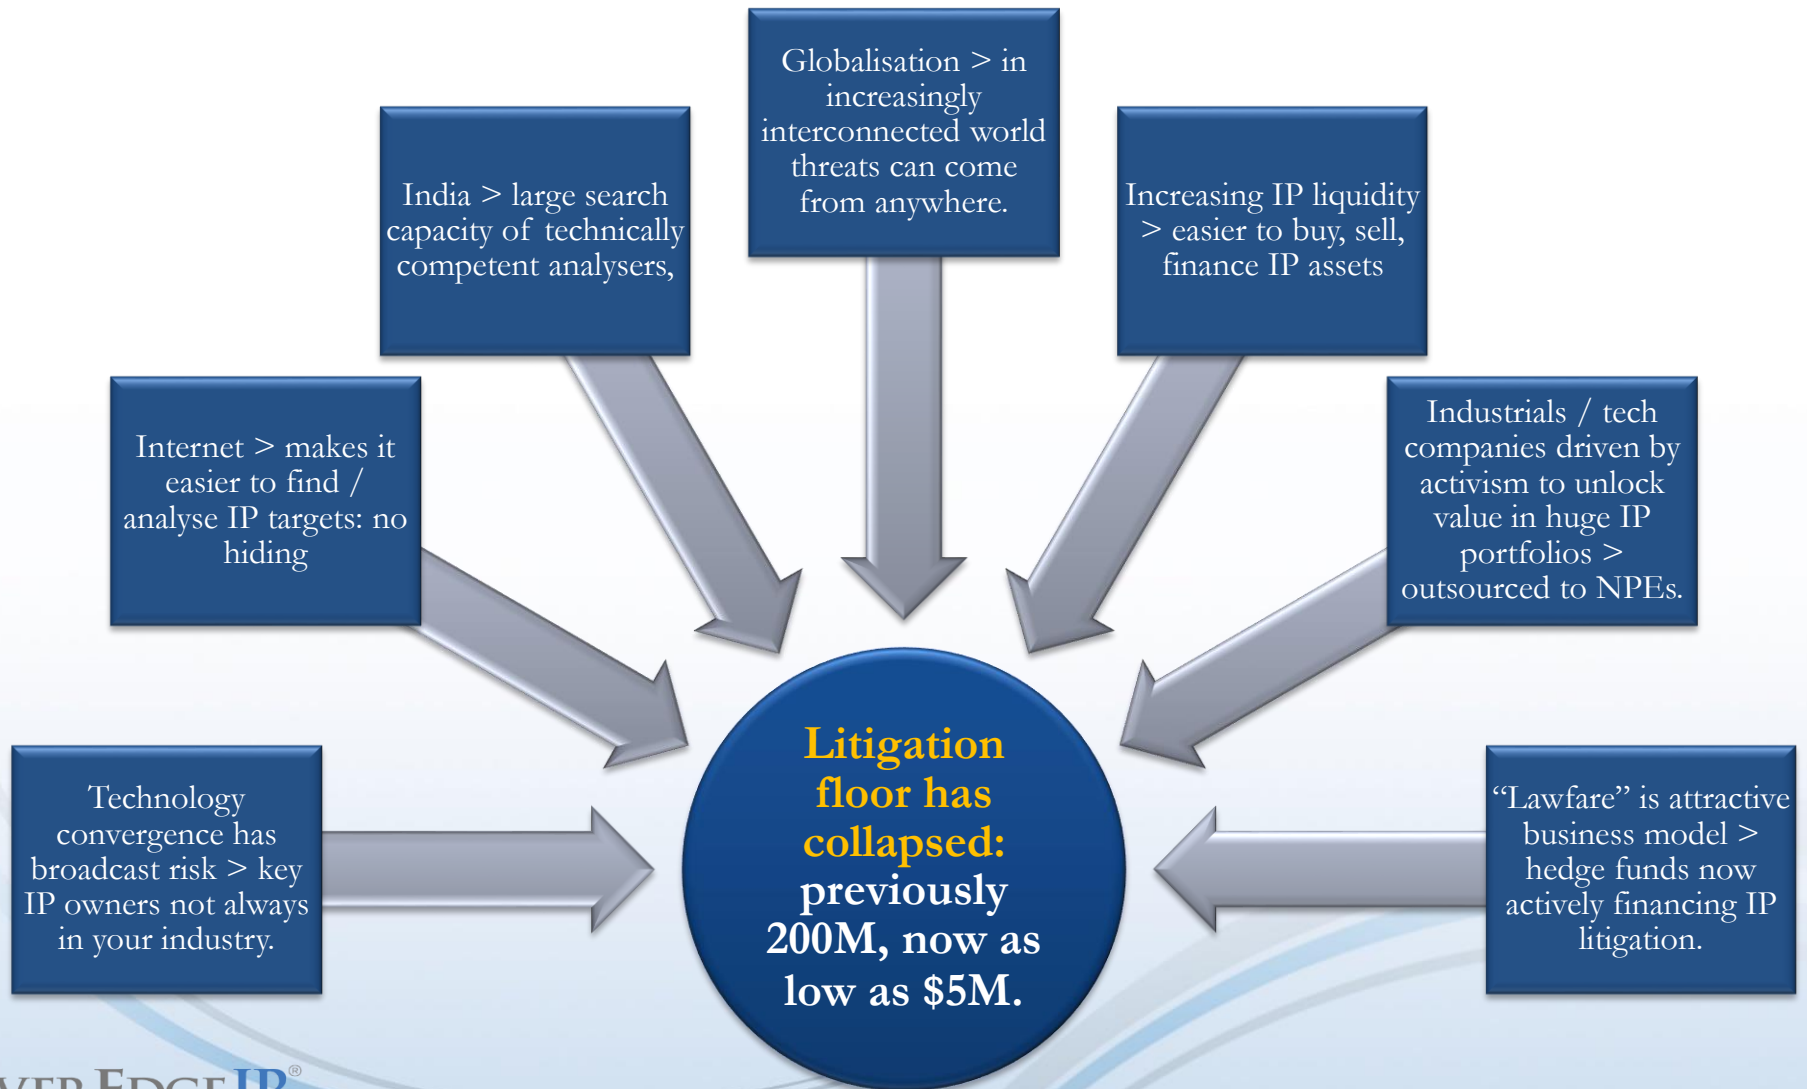 Globalisation > in
increasingly
interconnected world
threats can come
from anywhere.
India > large search
capacity of technically
competent analysers,
Increasing IP liquidity
> easier to buy, sell,
finance IP assets
Internet > makes it
easier to find /
analyse IP targets: no
hiding
Industrials / tech
companies driven by
activism to unlock
value in huge IP
portfolios >
outsourced to NPEs.
Technology
convergence has
broadcast risk > key
IP owners not always
in your industry.
Litigation
floor has
collapsed:
previously
200M, now as
low as $5M.
“Lawfare” is attractive
business model >
hedge funds now
actively financing IP
litigation.
EDGE IP®